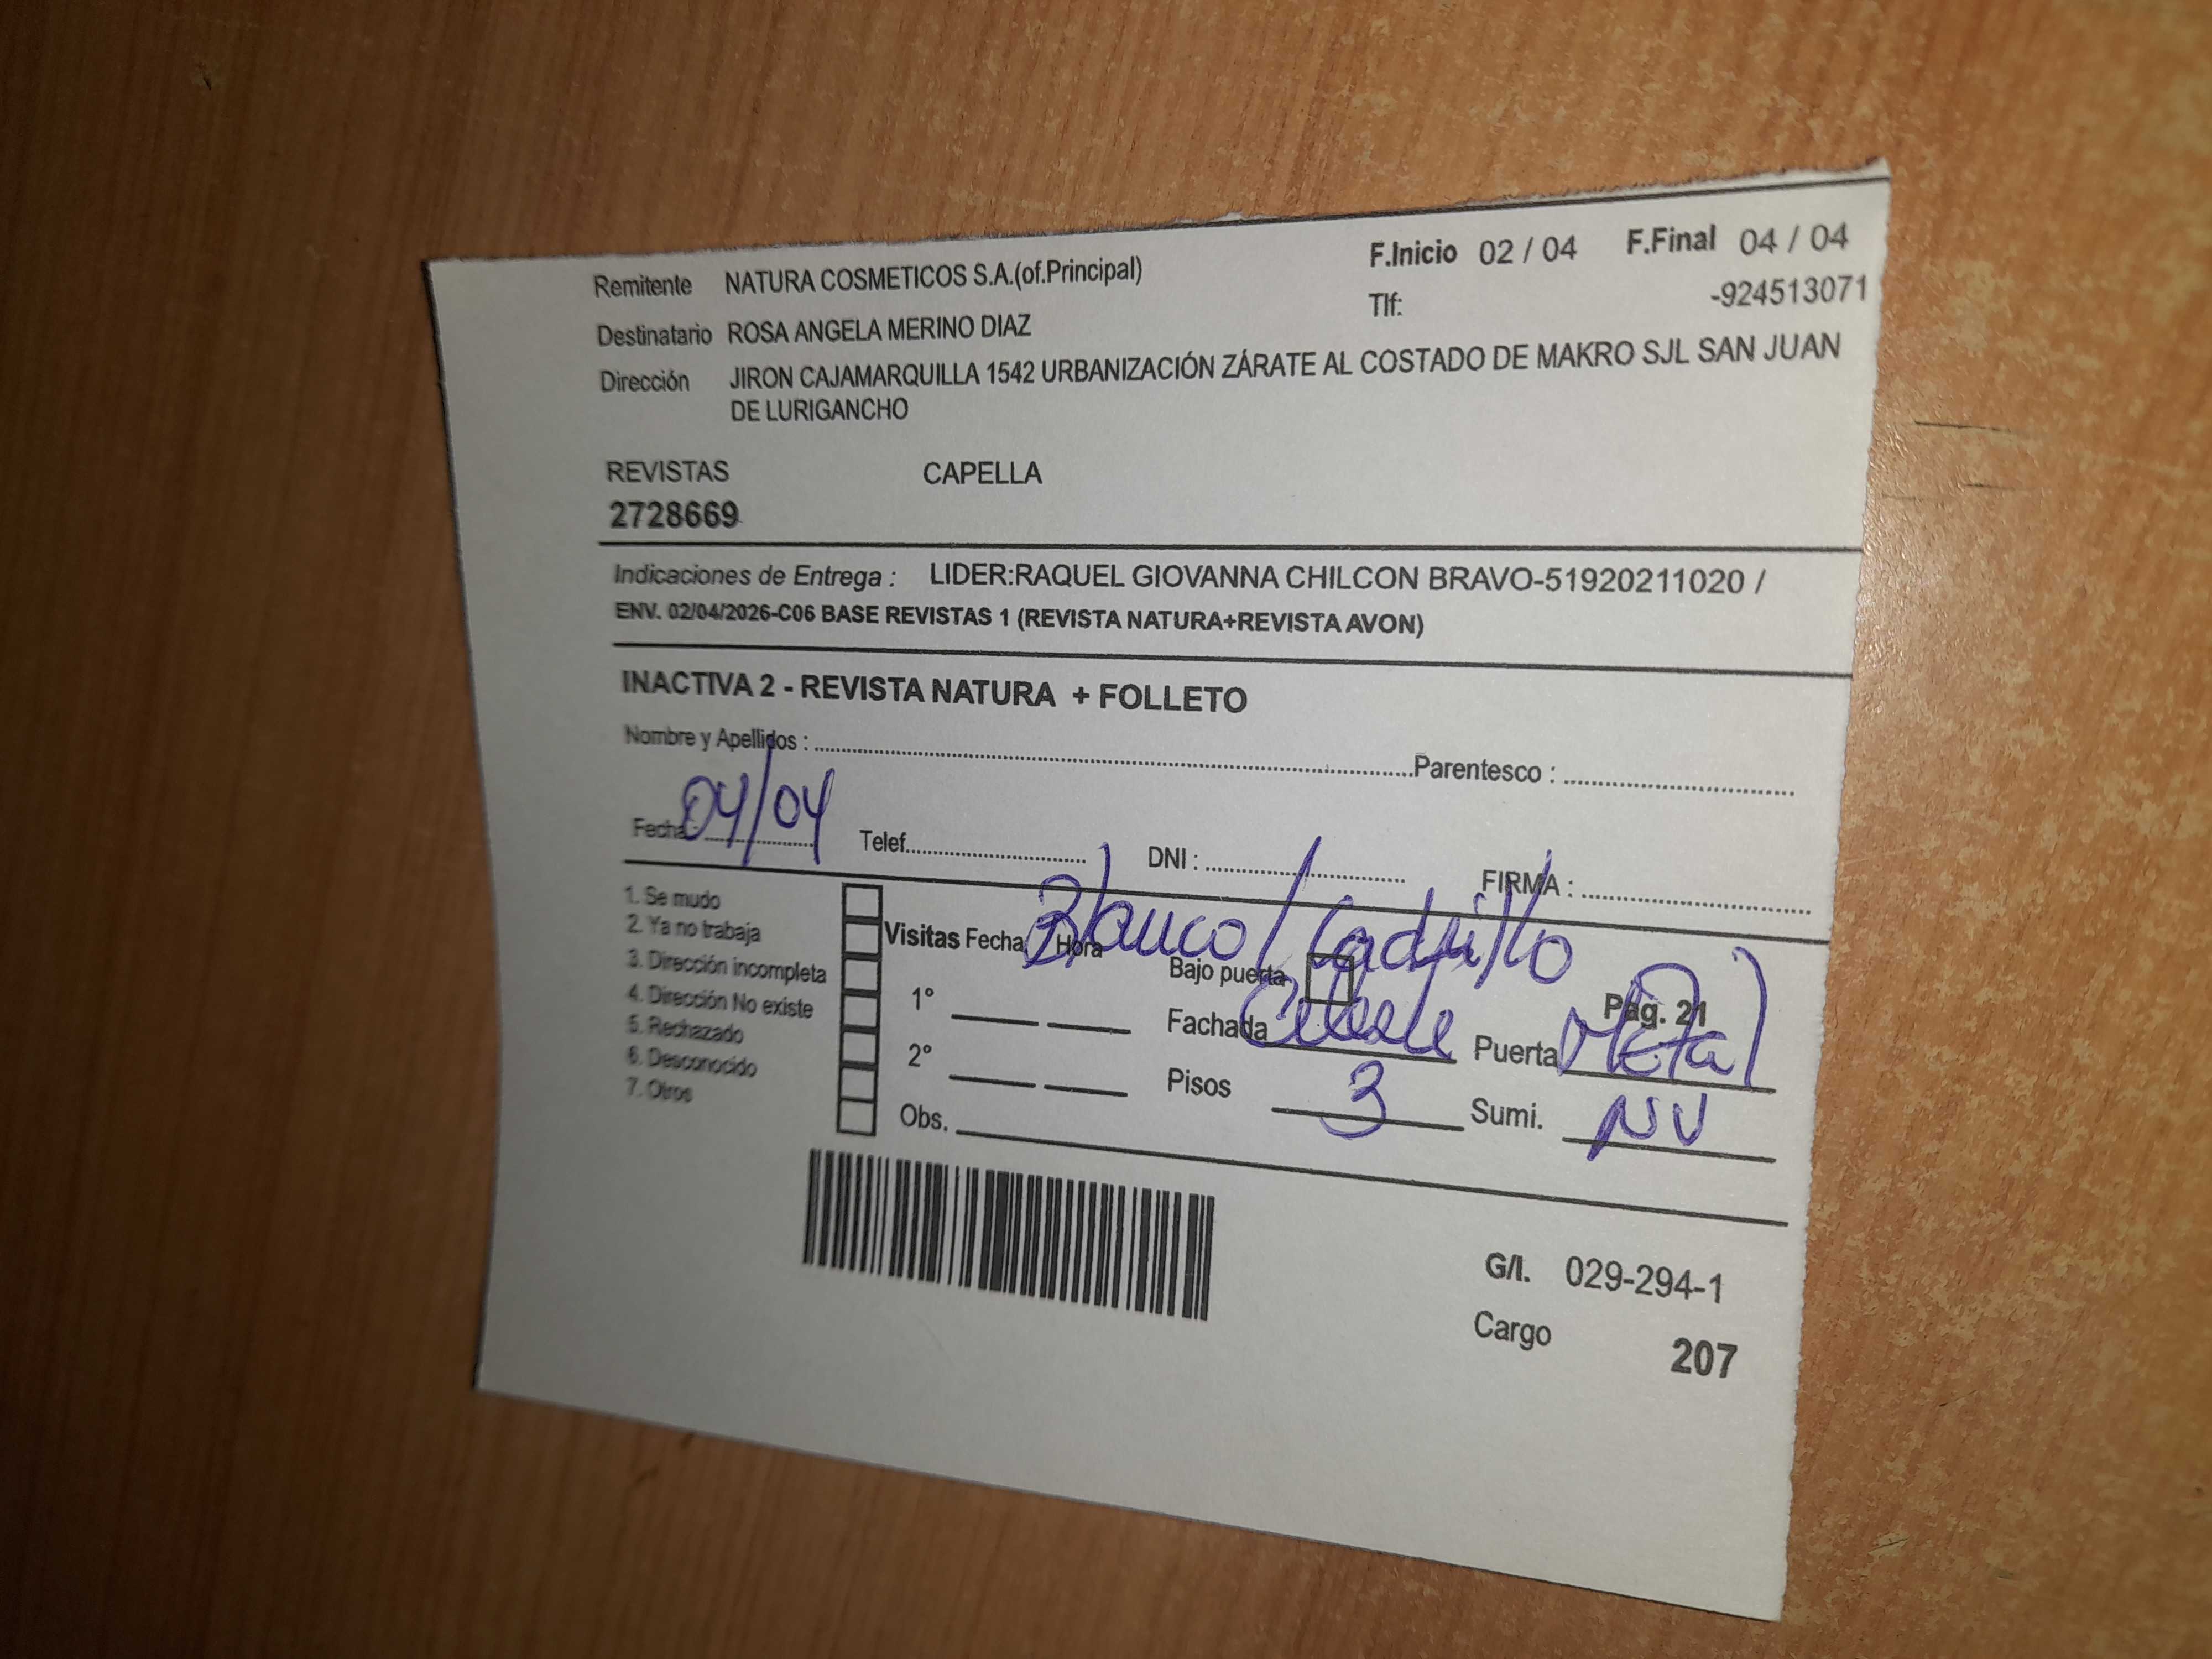 Remitente NATURA COSMETICOS S.A.(of.Principal) F.Inicio 02 / 04 F.Final 04 / 04
Tlf: -924513071
Destinatario ROSA ANGELA MERINO DIAZ
Dirección JIRON CAJAMARQUILLA 1542 URBANIZACIÓN ZÁRATE AL COSTADO DE MAKRO SJL SAN JUAN
DE LURIGANCHO
REVISTAS CAPELLA
2728669
Indicaciones de Entrega : LIDER:RAQUEL GIOVANNA CHILCON BRAVO-51920211020 /
ENV. 02/04/2026-C06 BASE REVISTAS 1 (REVISTA NATURA+REVISTA AVON)
INACTIVA 2 - REVISTA NATURA + FOLLETO
Nombre y Apellidos : Parentesco :
Fecha: 04/04 Telef. DNI : FIRMA :
1. Se mudo
2. Ya no trabaja
3. Dirección incompleta
4. Dirección No existe
5. Rechazado
6. Desconocido
7. Otros
Visitas Fecha Hora
1°
2°
Obs.
Blanco / Ladrillo
Bajo puerta Pág. 21
Fachada Celeste Puerta Metal
Pisos 3 Sumi. NV
G/I. 029-294-1
Cargo 207